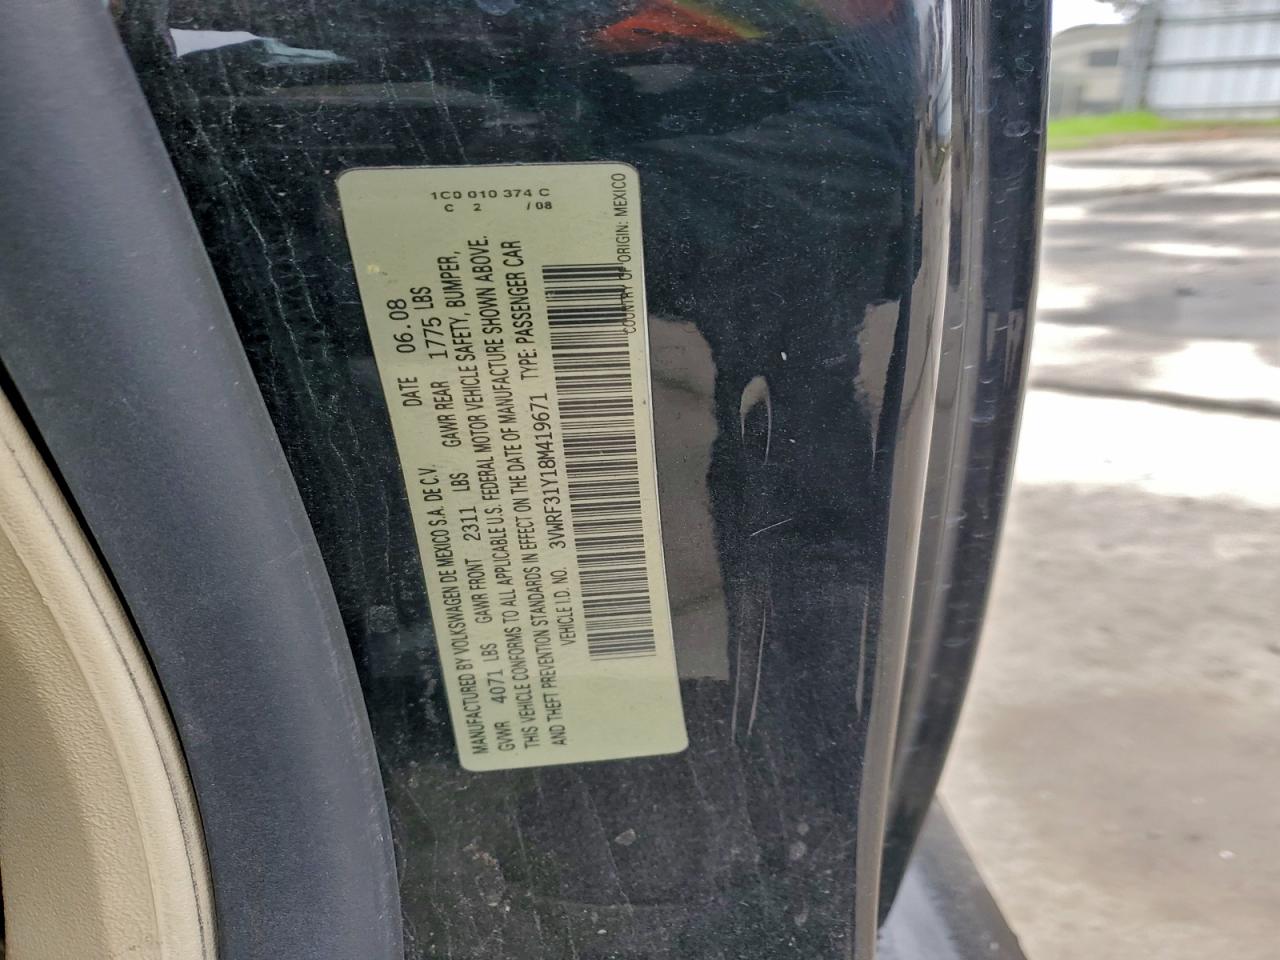 1C0 010 374 C
C 2 /08
MANUFACTURED BY VOLKSWAGEN DE MEXICO S.A. DE C.V. DATE 06.08
GVWR 4071 LBS GAWR FRONT 2311 LBS GAWR REAR 1775 LBS
THIS VEHICLE CONFORMS TO ALL APPLICABLE U.S. FEDERAL MOTOR VEHICLE SAFETY, BUMPER,
AND THEFT PREVENTION STANDARDS IN EFFECT ON THE DATE OF MANUFACTURE SHOWN ABOVE.
VEHICLE I.D. NO. 3VWRF31Y18M419671 TYPE: PASSENGER CAR
COUNTRY OF ORIGIN: MEXICO